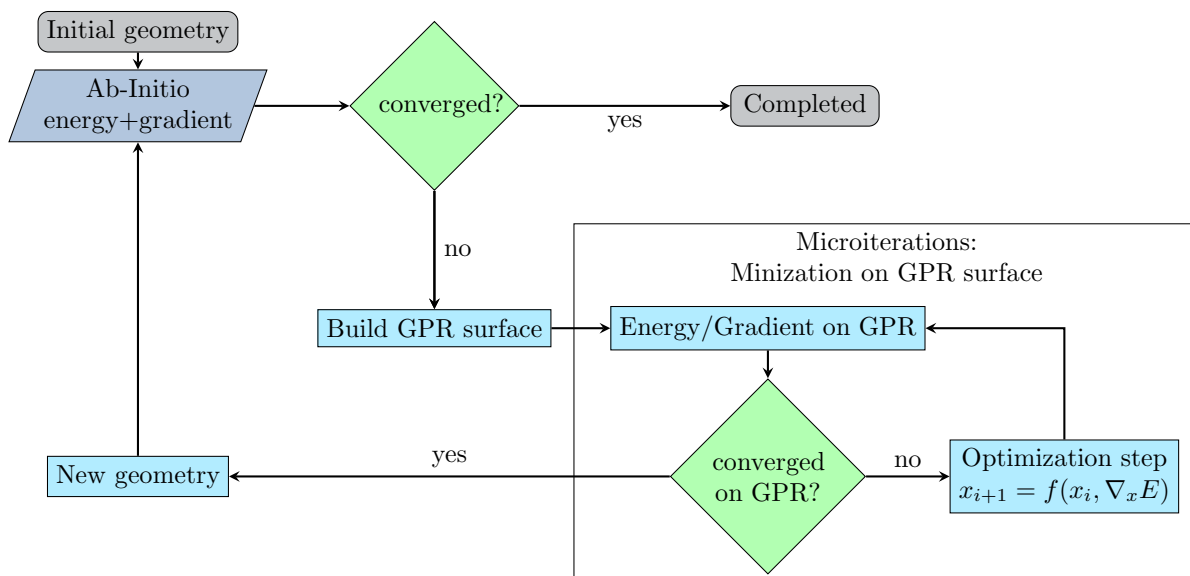 Initial geometry
Ab-Initio
energy+gradient
converged?
yes
Completed
no
Microiterations:
Minization on GPR surface
Build GPR surface
Energy/Gradient on GPR
New geometry
yes
converged
on GPR?
no
Optimization step
$x_{i+1} = f(x_i, \nabla_x E)$